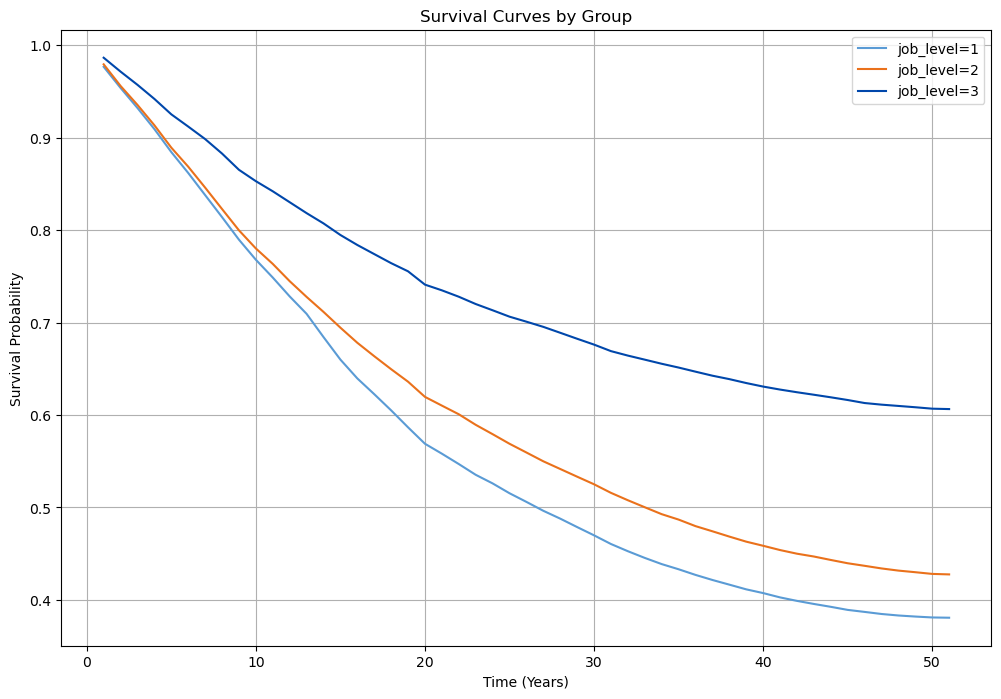 Survival Curves by Group
job_level=1
job_level=2
job_level=3
1.0
0.9
0.8
0.7
0.6
0.5
0.4
Survival Probability
0 10 20 30 40 50
Time (Years)